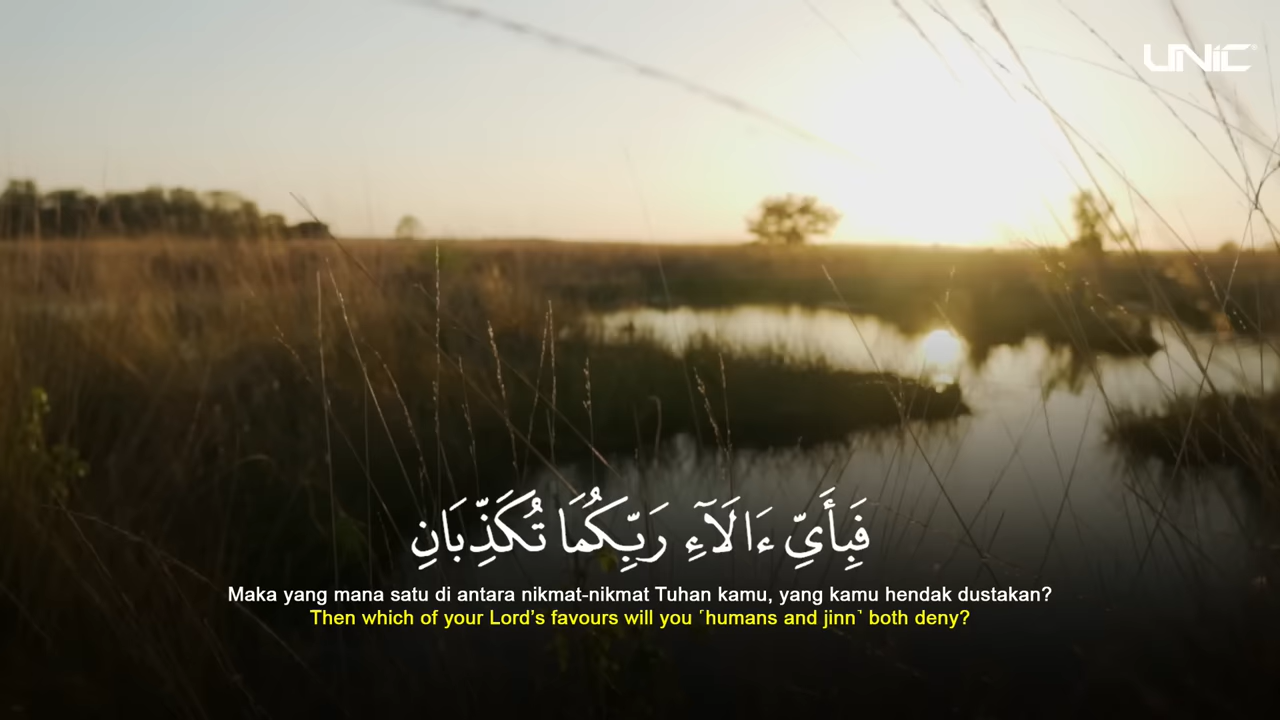 UNIC
فَبِأَيِّ ءَالَآءِ رَبِّكُمَا تُكَذِّبَانِ
Maka yang mana satu di antara nikmat-nikmat Tuhan kamu, yang kamu hendak dustakan?
Then which of your Lord’s favours will you ˹humans and jinn˺ both deny?